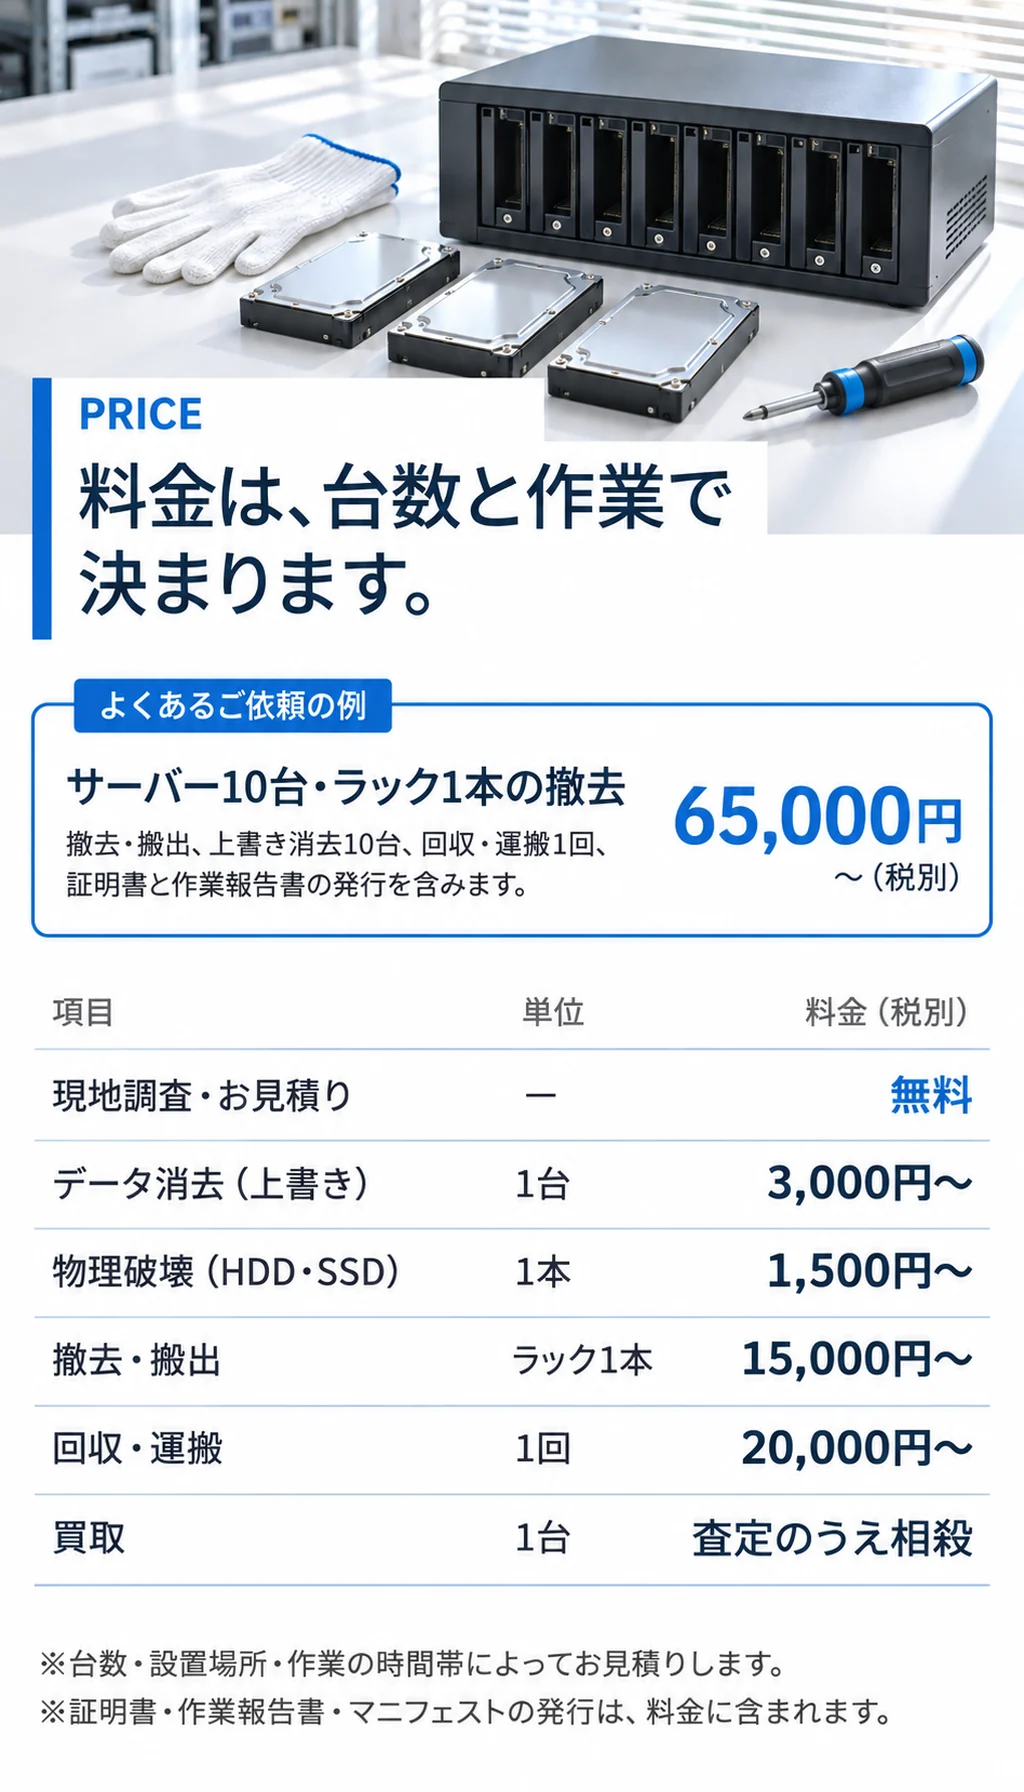 PRICE
料金は、台数と作業で
決まります。
よくあるご依頼の例
サーバー10台・ラック1本の撤去
撤去・搬出、上書き消去10台、回収・運搬1回、
証明書と作業報告書の発行を含みます。
65,000円
～（税別）
項目 単位 料金（税別）
現地調査・お見積り ー 無料
データ消去（上書き） 1台 3,000円～
物理破壊（HDD・SSD） 1本 1,500円～
撤去・搬出 ラック1本 15,000円～
回収・運搬 1回 20,000円～
買取 1台 査定のうえ相殺
※台数・設置場所・作業の時間帯によってお見積りします。
※証明書・作業報告書・マニフェストの発行は、料金に含まれます。